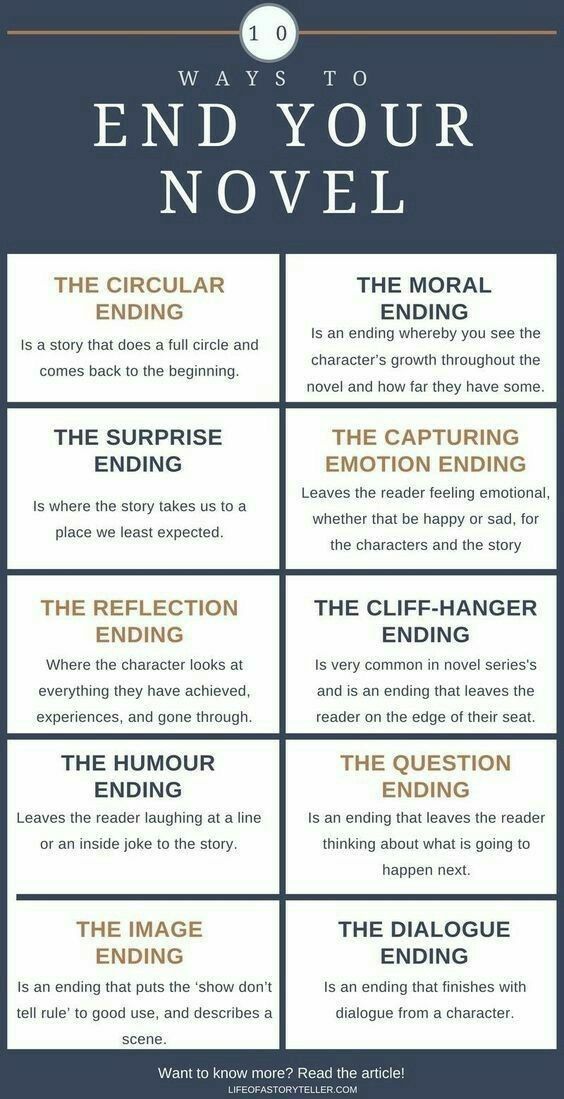 10
WAYS TO
END YOUR
NOVEL
THE CIRCULAR
ENDING
Is a story that does a full circle and
comes back to the beginning.
THE MORAL
ENDING
Is an ending whereby you see the
character's growth throughout the
novel and how far they have some.
THE SURPRISE
ENDING
Is where the story takes us to a
place we least expected.
THE CAPTURING
EMOTION ENDING
Leaves the reader feeling emotional,
whether that be happy or sad, for
the characters and the story
THE REFLECTION
ENDING
Where the character looks at
everything they have achieved,
experiences, and gone through.
THE CLIFF-HANGER
ENDING
Is very common in novel series's
and is an ending that leaves the
reader on the edge of their seat.
THE HUMOUR
ENDING
Leaves the reader laughing at a line
or an inside joke to the story.
THE QUESTION
ENDING
Is an ending that leaves the reader
thinking about what is going to
happen next.
THE IMAGE
ENDING
Is an ending that puts the ‘show don't
tell rule’ to good use, and describes a
scene.
THE DIALOGUE
ENDING
Is an ending that finishes with
dialogue from a character.
Want to know more? Read the article!
LIFEOFASTORYTELLER.COM